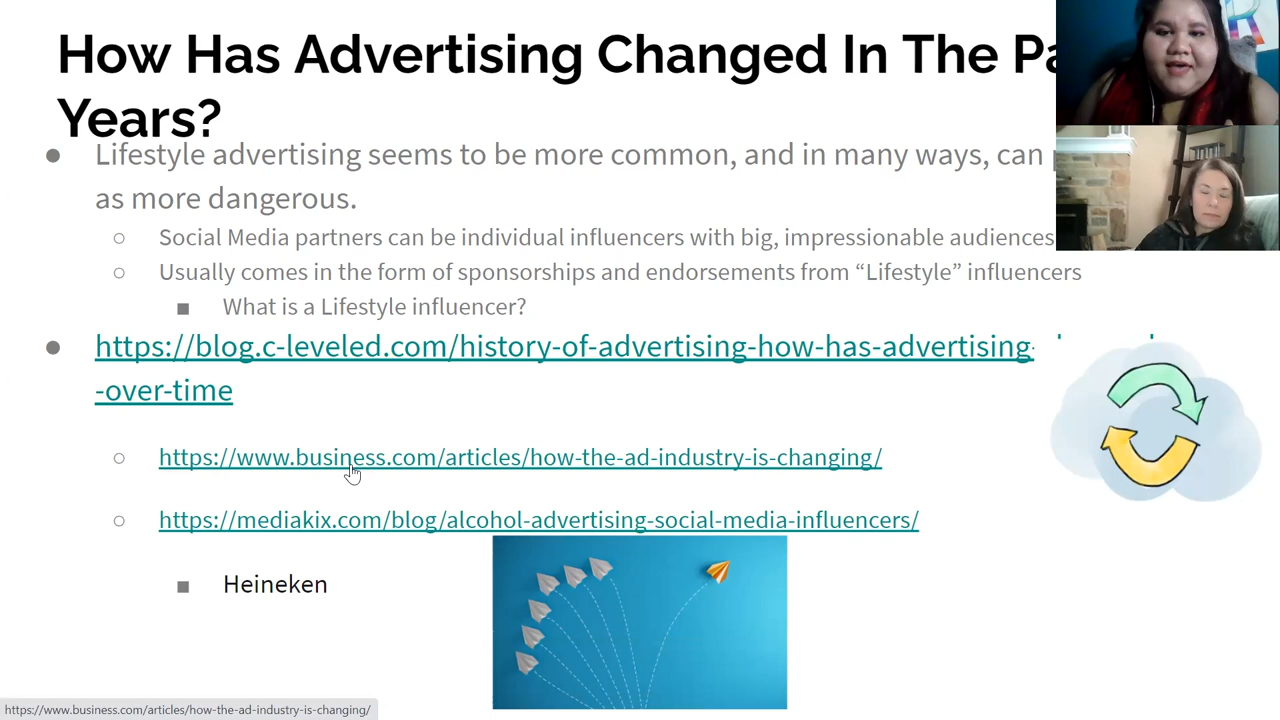 How Has Advertising Changed In The
Years?
Lifestyle advertising seems to be more common, and in many ways, can
as more dangerous.
Social Media partners can be individual influencers with big, impressionable audiences
Usually comes in the form of sponsorships and endorsements from “Lifestyle” influencers
What is a Lifestyle influencer?
https://blog.c-leveled.com/history-of-advertising-how-has-advertising-
-over-time
https://www.business.com/articles/how-the-ad-industry-is-changing/
https://mediakix.com/blog/alcohol-advertising-social-media-influencers/
Heineken
https://www.business.com/articles/how-the-ad-industry-is-changing/